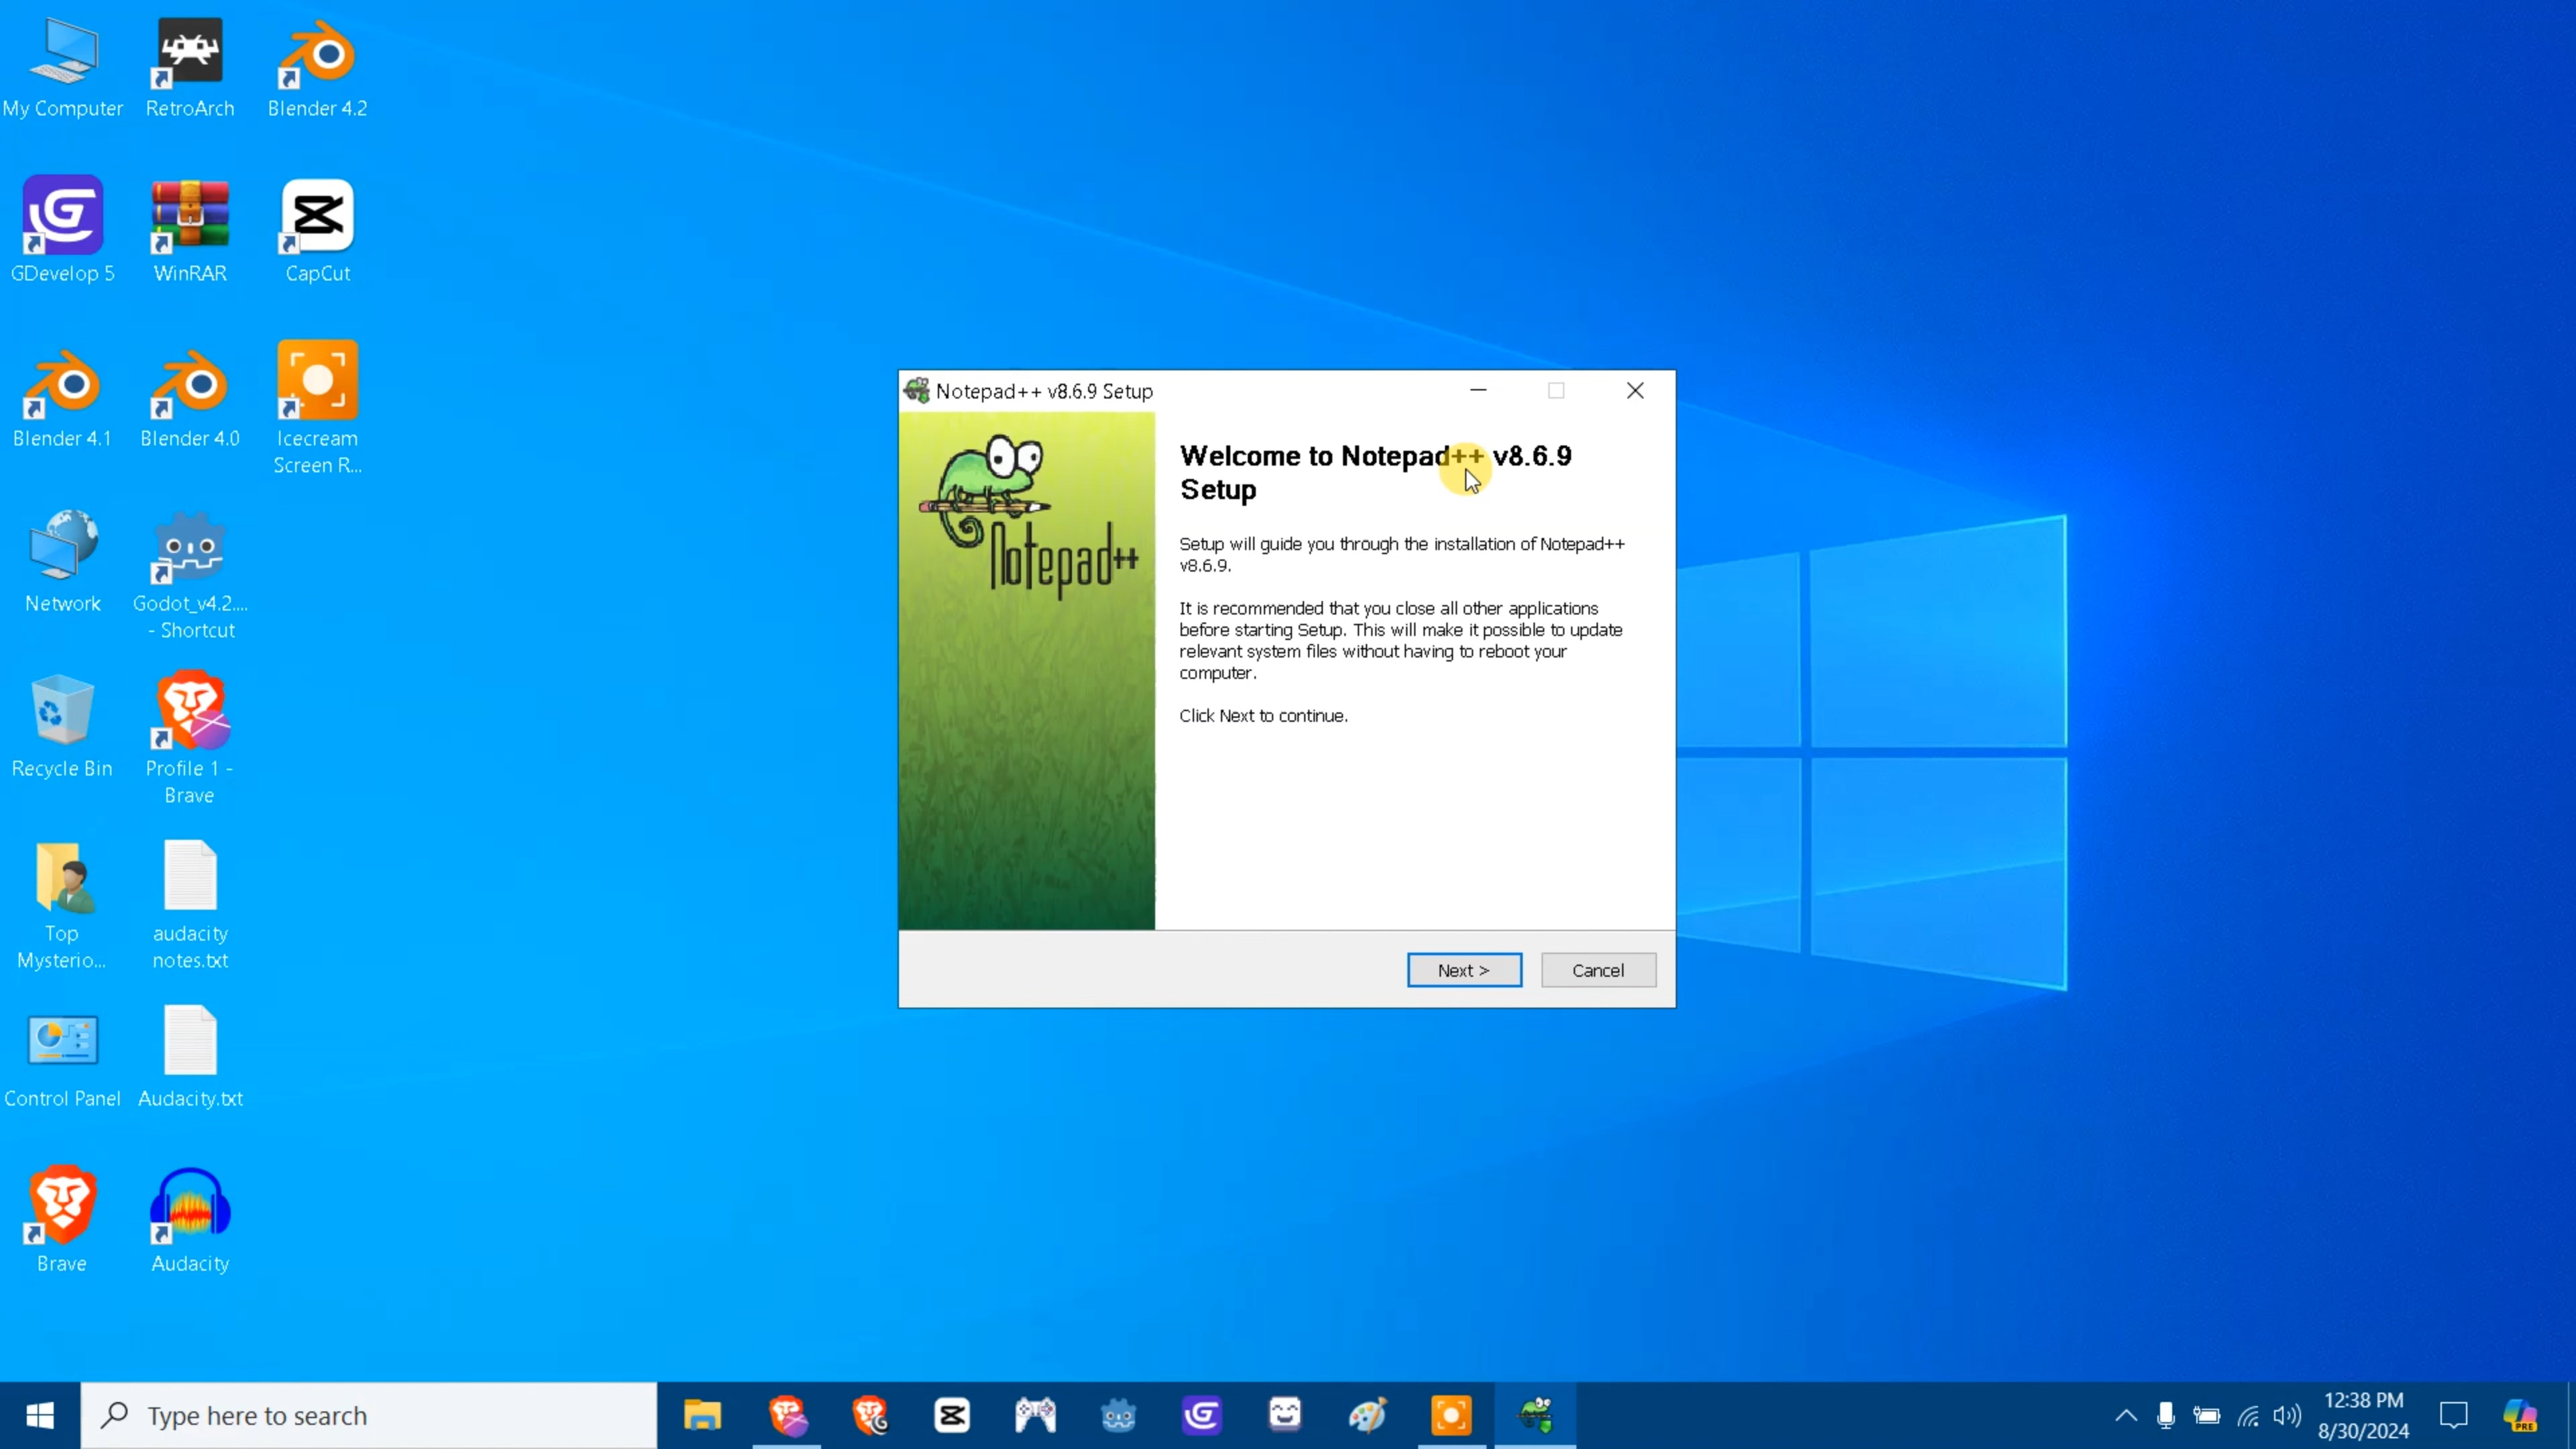 My Computer
RetroArch
Blender 4.2
GDevelop 5
WinRAR
CapCut
Blender 4.1
Blender 4.0
Icecream
Screen R...
Network
Godot_v4.2....
- Shortcut
Recycle Bin
Profile 1 -
Brave
Top
Mysterio...
audacity
notes.txt
Control Panel
Audacity.txt
Brave
Audacity
Notepad++ v8.6.9 Setup
Notepad++
Welcome to Notepad++ v8.6.9
Setup
Setup will guide you through the installation of Notepad++
v8.6.9.
It is recommended that you close all other applications
before starting Setup. This will make it possible to update
relevant system files without having to reboot your
computer.
Click Next to continue.
Next >
Cancel
Type here to search
12:38 PM
8/30/2024
PRE